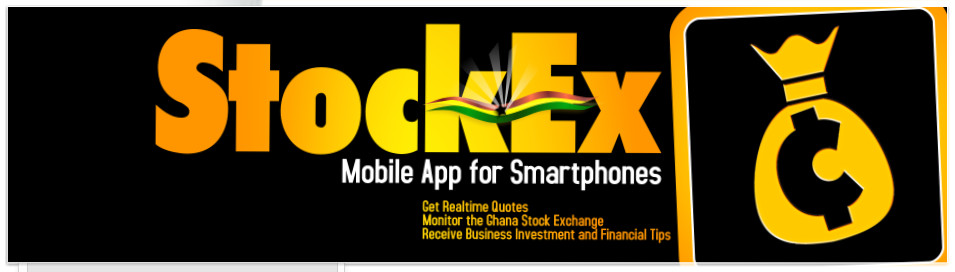 StockEx
Mobile App for Smartphones
Get Realtime Quotes
Monitor the Ghana Stock Exchange
Receive Business Investment and Financial Tips
₵